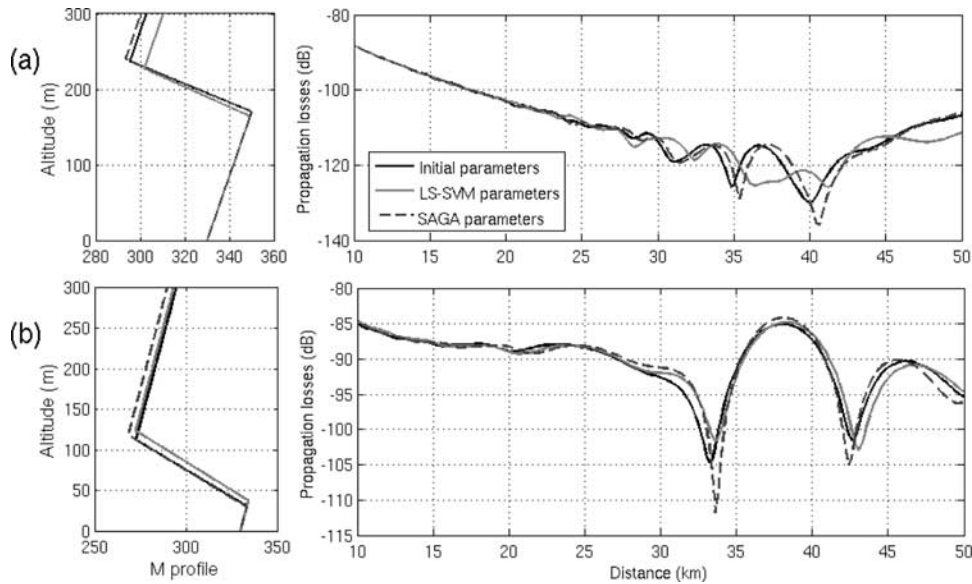 (a)
Altitude (m)
300
200
100
0
280 300 320 340 360
Propagation losses (dB)
-80
-100
-120
-140
10 15 20 25 30 35 40 45 50
Initial parameters
LS-SVM parameters
SAGA parameters
(b)
Altitude (m)
300
250
200
150
100
50
0
250 300 350
M profile
Propagation losses (dB)
-80
-85
-90
-95
-100
-105
-110
-115
10 15 20 25 30 35 40 45 50
Distance (km)